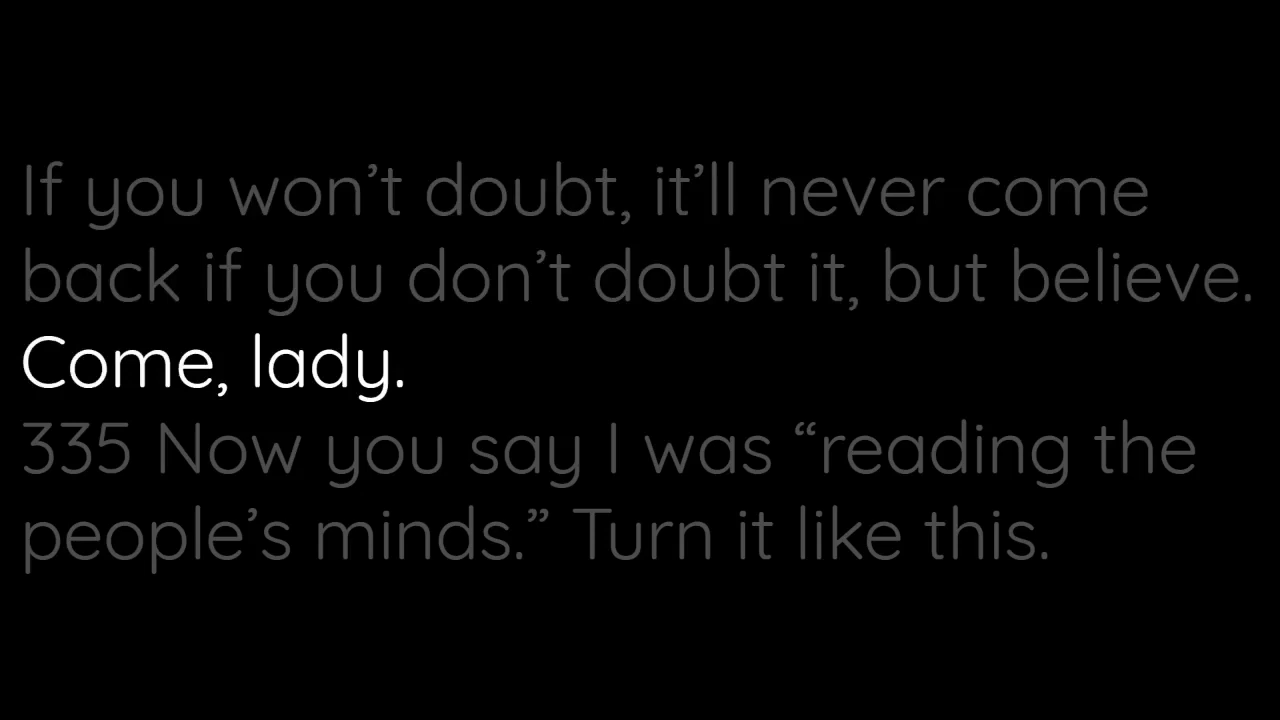 If you won’t doubt, it’ll never come
back if you don’t doubt it, but believe.
Come, lady.
335 Now you say I was “reading the
people’s minds.” Turn it like this.